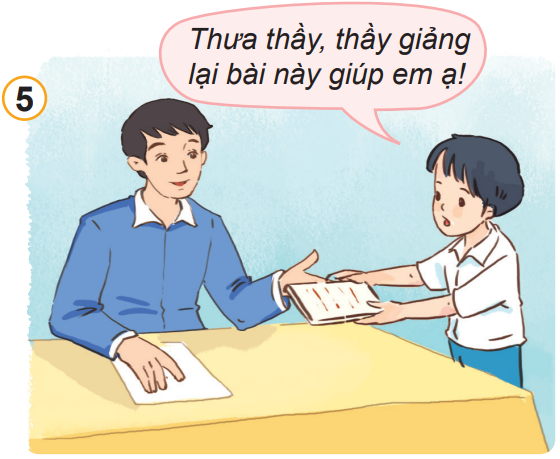 Thưa thầy, thầy giảng
lại bài này giúp em ạ!
5